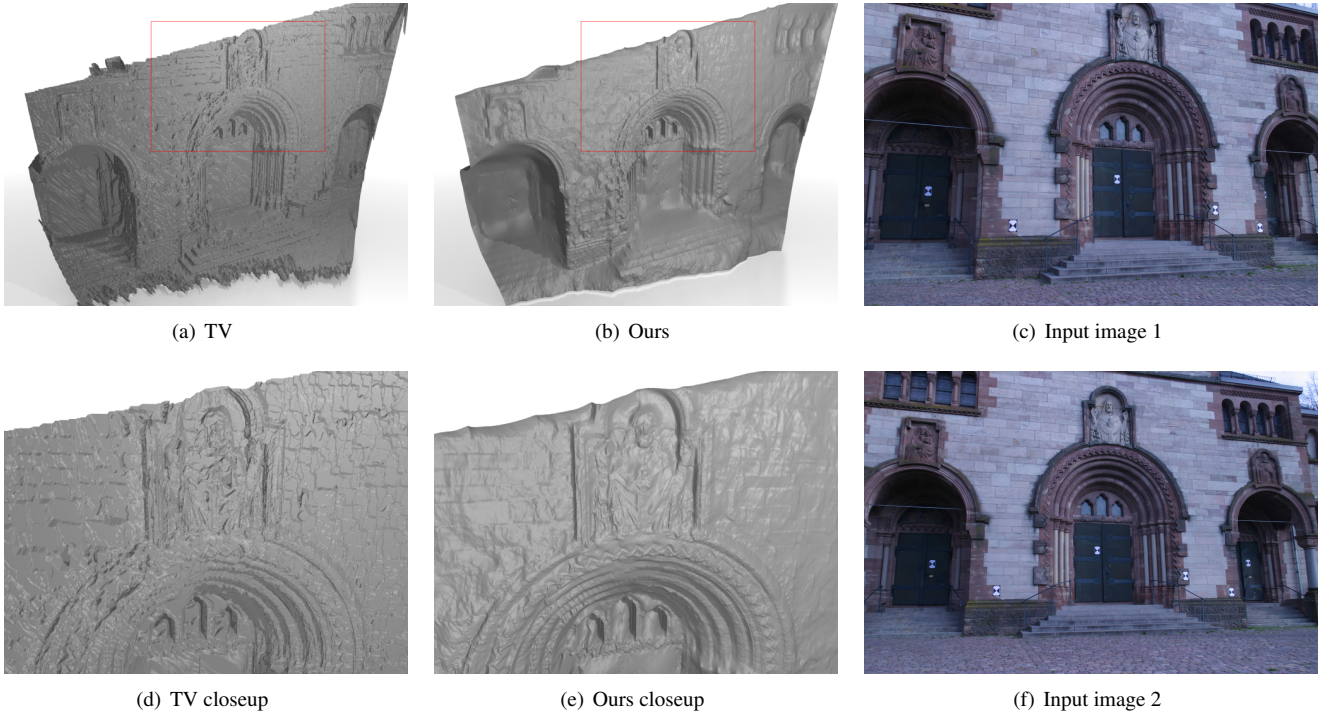 (a) TV
(b) Ours
(c) Input image 1
(d) TV closeup
(e) Ours closeup
(f) Input image 2